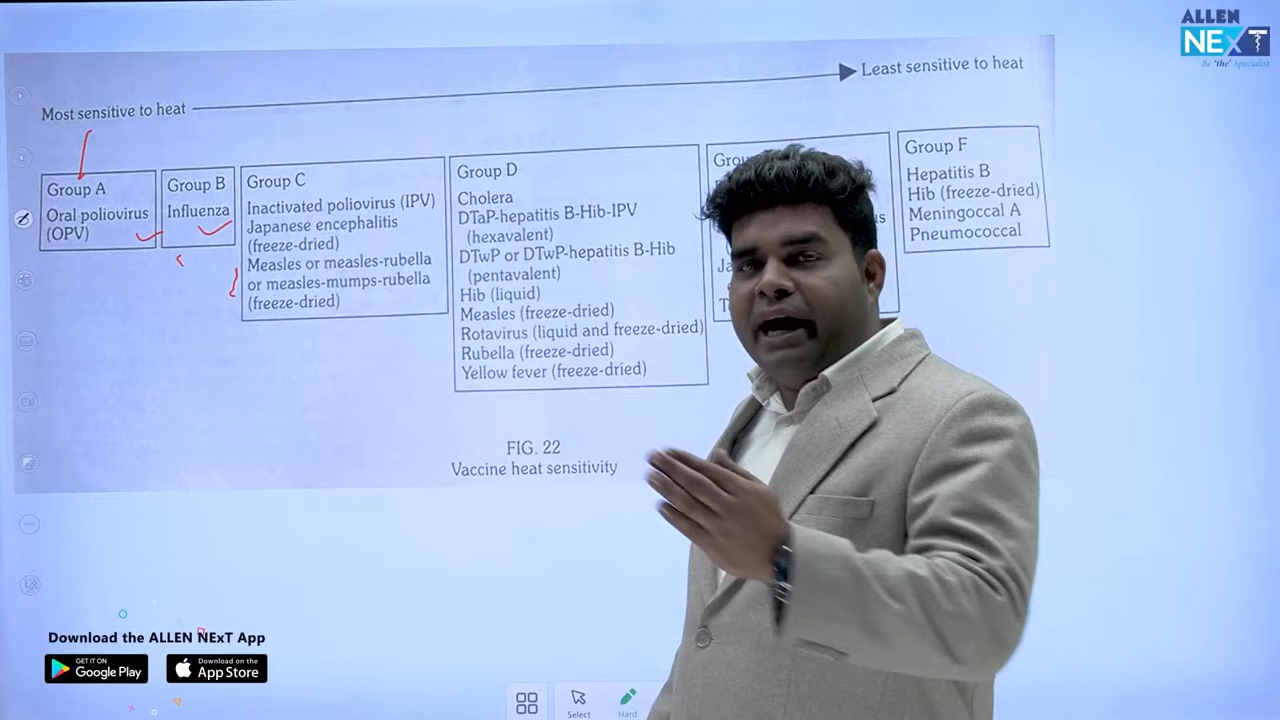 ALLEN
NExT
Be 'the' Specialist
Most sensitive to heat
Least sensitive to heat
Group A
Oral poliovirus
(OPV)
Group B
Influenza
Group C
Inactivated poliovirus (IPV)
Japanese encephalitis
(freeze-dried)
Measles or measles-rubella
or measles-mumps-rubella
(freeze-dried)
Group D
Cholera
DTaP-hepatitis B-Hib-IPV
(hexavalent)
DTwP or DTwP-hepatitis B-Hib
(pentavalent)
Hib (liquid)
Measles (freeze-dried)
Rotavirus (liquid and freeze-dried)
Rubella (freeze-dried)
Yellow fever (freeze-dried)
Group F
Hepatitis B
Hib (freeze-dried)
Meningoccal A
Pneumococcal
FIG. 22
Vaccine heat sensitivity
Download the ALLEN NExT App
GET IT ON
Google Play
Download on the
App Store
Select
Hard